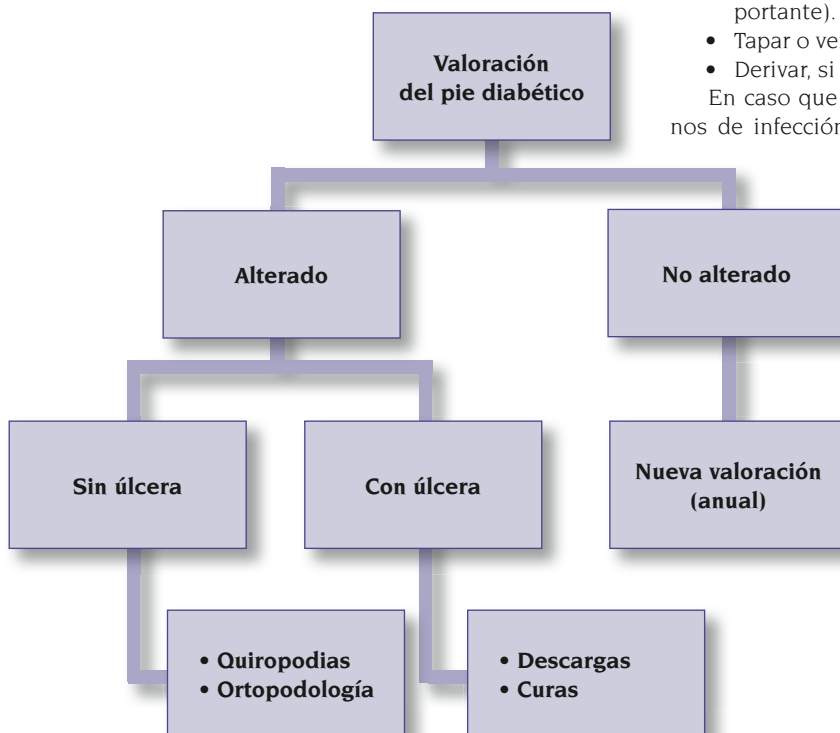 portante).
• Tapar o ve
• Derivar, si
En caso que
nos de infección
Valoración
del pie diabético
Alterado
No alterado
Sin úlcera
Con úlcera
Nueva valoración
(anual)
• Quiropodias
• Ortopodología
• Descargas
• Curas